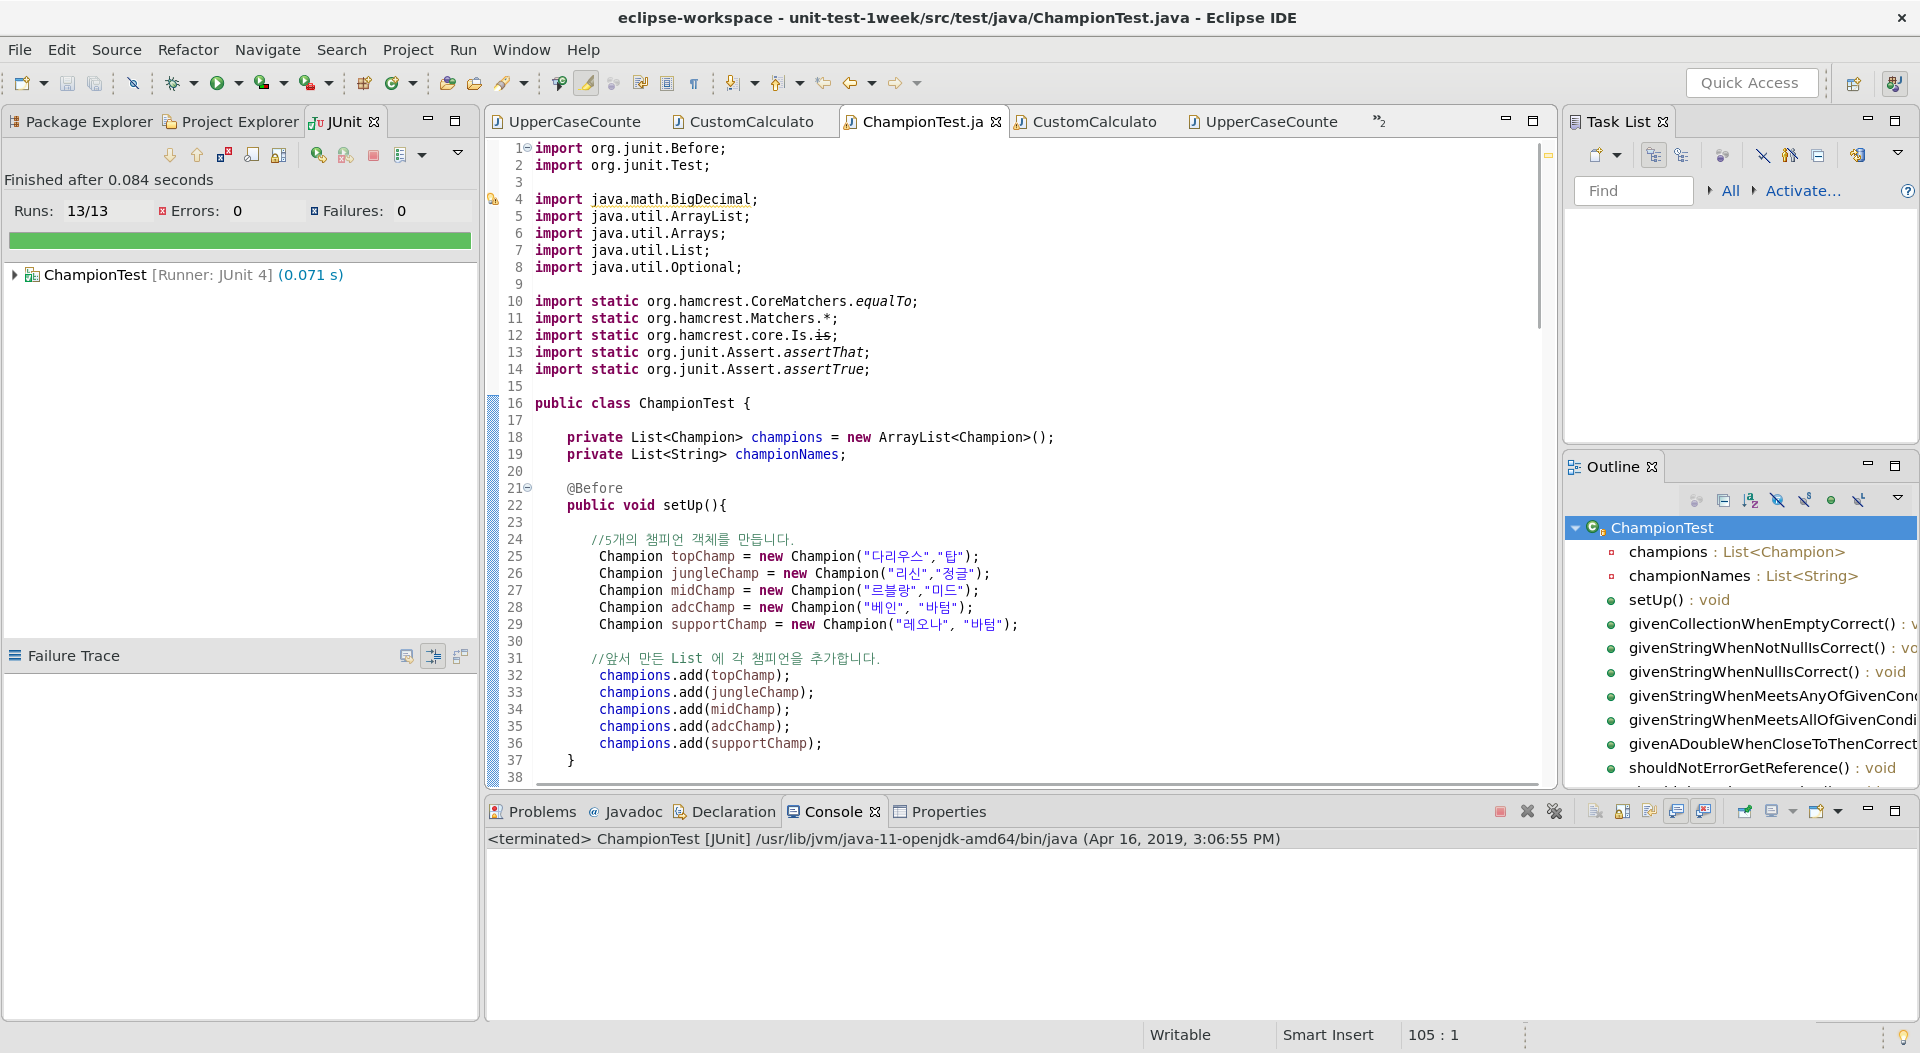 eclipse-workspace - unit-test-1week/src/test/java/ChampionTest.java - Eclipse IDE
File Edit Source Refactor Navigate Search Project Run Window Help
Quick Access
Package Explorer Project Explorer JUnit
Finished after 0.084 seconds
Runs: 13/13 Errors: 0 Failures: 0
ChampionTest [Runner: JUnit 4] (0.071 s)
Failure Trace
UpperCaseCounte CustomCalculato ChampionTest.ja CustomCalculato UpperCaseCounte »2
1 import org.junit.Before;
2 import org.junit.Test;
3
4 import java.math.BigDecimal;
5 import java.util.ArrayList;
6 import java.util.Arrays;
7 import java.util.List;
8 import java.util.Optional;
9
10 import static org.hamcrest.CoreMatchers.equalTo;
11 import static org.hamcrest.Matchers.*;
12 import static org.hamcrest.core.Is.is;
13 import static org.junit.Assert.assertThat;
14 import static org.junit.Assert.assertTrue;
15
16 public class ChampionTest {
17
18 private List<Champion> champions = new ArrayList<Champion>();
19 private List<String> championNames;
20
21 @Before
22 public void setUp(){
23
24 //5개의 챔피언 객체를 만듭니다.
25 Champion topChamp = new Champion("다리우스","탑");
26 Champion jungleChamp = new Champion("리신","정글");
27 Champion midChamp = new Champion("르블랑","미드");
28 Champion adcChamp = new Champion("베인", "바텀");
29 Champion supportChamp = new Champion("레오나", "바텀");
30
31 //앞서 만든 List 에 각 챔피언을 추가합니다.
32 champions.add(topChamp);
33 champions.add(jungleChamp);
34 champions.add(midChamp);
35 champions.add(adcChamp);
36 champions.add(supportChamp);
37 }
38
Problems Javadoc Declaration Console Properties
<terminated> ChampionTest [JUnit] /usr/lib/jvm/java-11-openjdk-amd64/bin/java (Apr 16, 2019, 3:06:55 PM)
Task List
Find All Activate...
Outline
ChampionTest
champions : List<Champion>
championNames : List<String>
setUp() : void
givenCollectionWhenEmptyCorrect() : v
givenStringWhenNotNullIsCorrect() : vo
givenStringWhenNullIsCorrect() : void
givenStringWhenMeetsAnyOfGivenCond
givenStringWhenMeetsAllOfGivenCondi
givenADoubleWhenCloseToThenCorrect
shouldNotErrorGetReference() : void
Writable Smart Insert 105 : 1